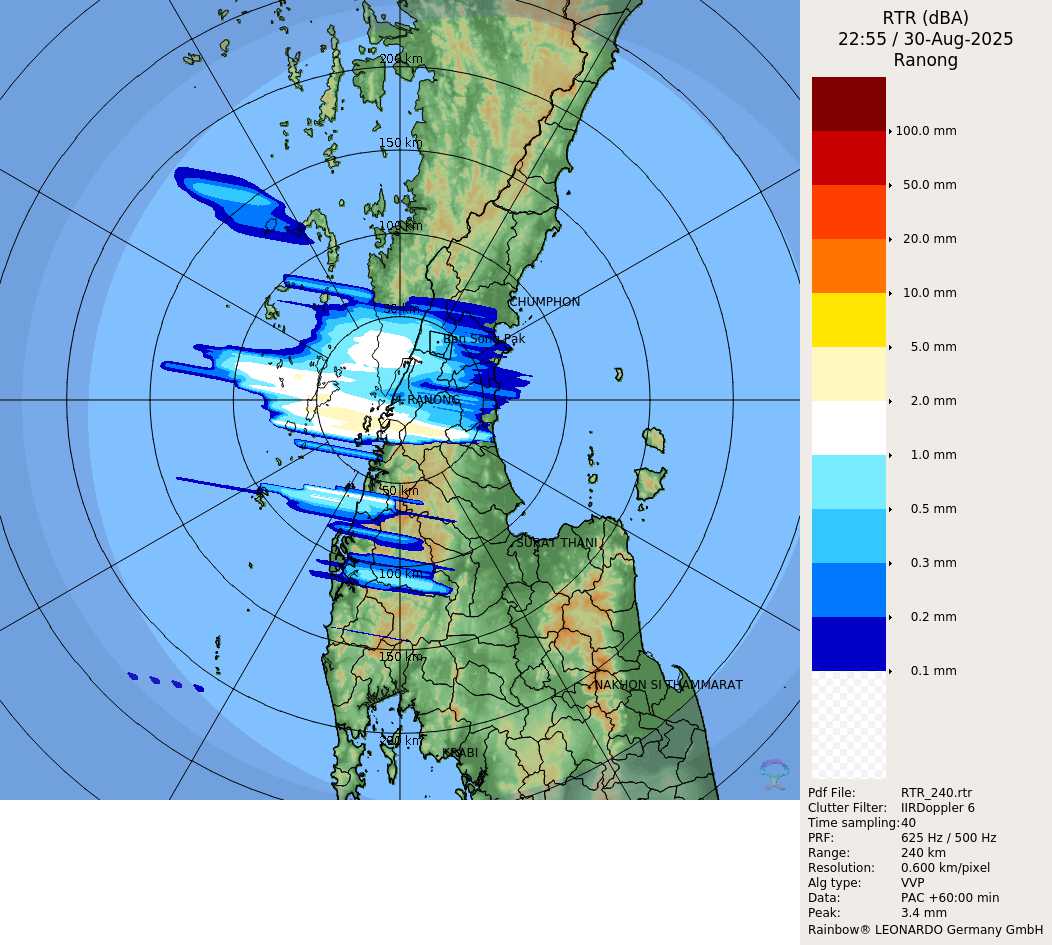 RTR (dBA)
22:55 / 30-Aug-2025
Ranong
200 km
150 km
100 km
50 km
CHUMPHON
Ban Song Pak
RANONG
50 km
SURAT THANI
100 km
150 km
NAKHON SI THAMMARAT
200 km
KRABI
100.0 mm
50.0 mm
20.0 mm
10.0 mm
5.0 mm
2.0 mm
1.0 mm
0.5 mm
0.3 mm
0.2 mm
0.1 mm
Pdf File: RTR_240.rtr
Clutter Filter: IIRDoppler 6
Time sampling: 40
PRF: 625 Hz / 500 Hz
Range: 240 km
Resolution: 0.600 km/pixel
Alg type: VVP
Data: PAC +60:00 min
Peak: 3.4 mm
Rainbow® LEONARDO Germany GmbH